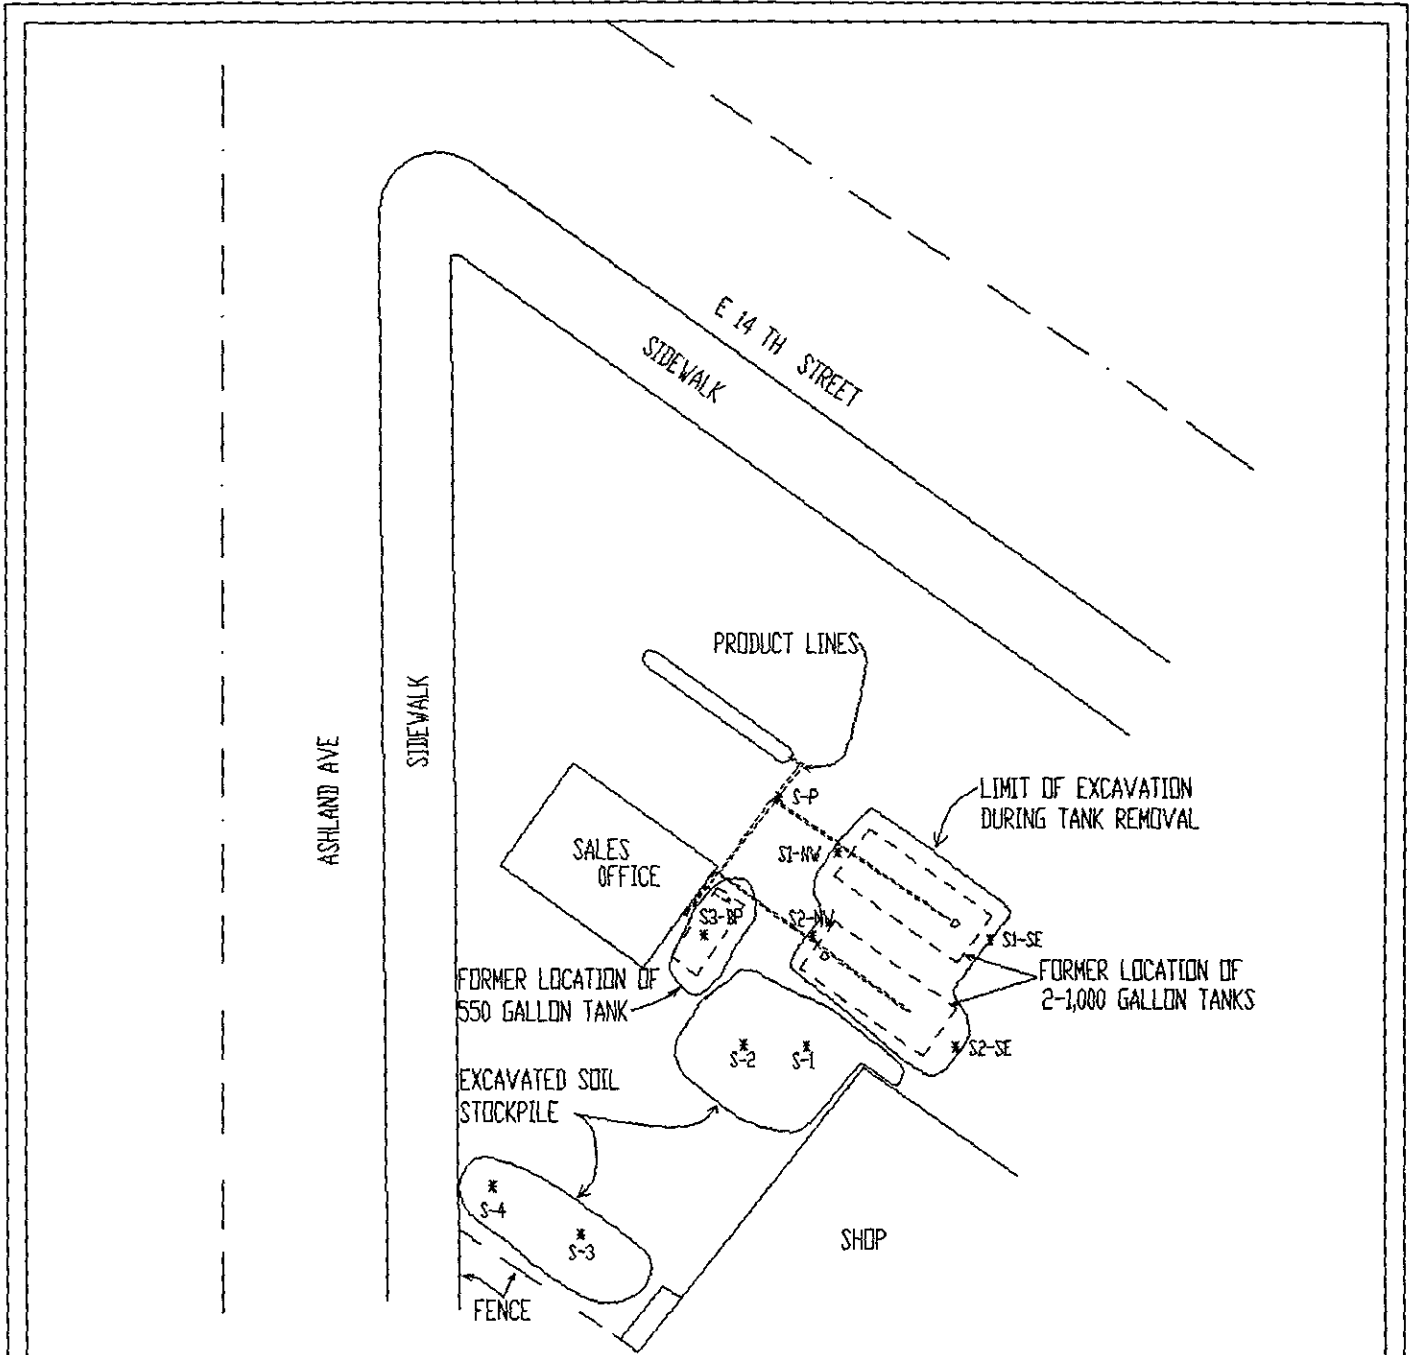 E 14 TH STREET
SIDEWALK
PRODUCT LINES
SIDEWALK
ASHLAND AVE
S-P
LIMIT OF EXCAVATION
DURING TANK REMOVAL
SALES
OFFICE
S1-NW
S3-BP
S2-NW
S1-SE
FORMER LOCATION OF
550 GALLON TANK
FORMER LOCATION OF
2-1,000 GALLON TANKS
S-2
S-1
S2-SE
EXCAVATED SOIL
STOCKPILE
S-4
S-3
SHOP
FENCE